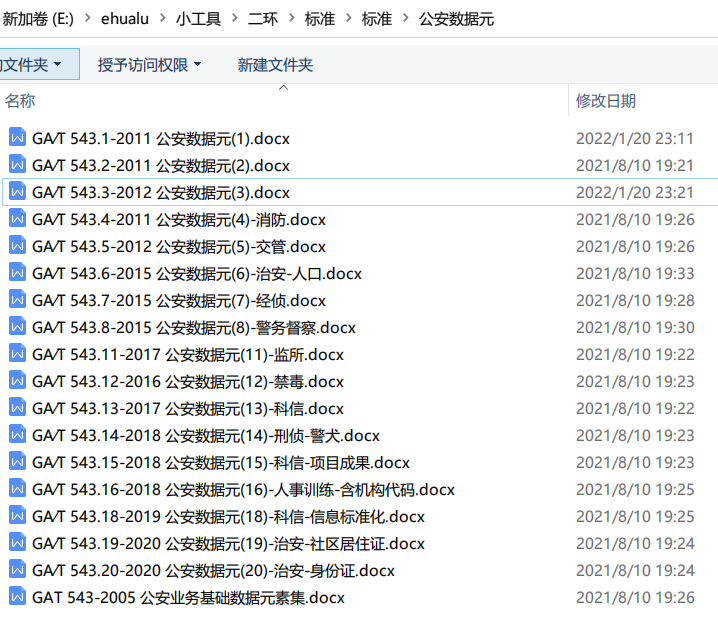 新加卷 (E:) > ehualu > 小工具 > 二环 > 标准 > 标准 > 公安数据元
文件夹 授予访问权限 新建文件夹
名称 修改日期
GA/T 543.1-2011 公安数据元(1).docx 2022/1/20 23:11
GA/T 543.2-2011 公安数据元(2).docx 2021/8/10 19:21
GA/T 543.3-2012 公安数据元(3).docx 2022/1/20 23:21
GA/T 543.4-2011 公安数据元(4)-消防.docx 2021/8/10 19:26
GA/T 543.5-2012 公安数据元(5)-交管.docx 2021/8/10 19:26
GA/T 543.6-2015 公安数据元(6)-治安-人口.docx 2021/8/10 19:33
GA/T 543.7-2015 公安数据元(7)-经侦.docx 2021/8/10 19:28
GA/T 543.8-2015 公安数据元(8)-警务督察.docx 2021/8/10 19:30
GA/T 543.11-2017 公安数据元(11)-监所.docx 2021/8/10 19:22
GA/T 543.12-2016 公安数据元(12)-禁毒.docx 2021/8/10 19:23
GA/T 543.13-2017 公安数据元(13)-科信.docx 2021/8/10 19:22
GA/T 543.14-2018 公安数据元(14)-刑侦-警犬.docx 2021/8/10 19:23
GA/T 543.15-2018 公安数据元(15)-科信-项目成果.docx 2021/8/10 19:23
GA/T 543.16-2018 公安数据元(16)-人事训练-含机构代码.docx 2021/8/10 19:25
GA/T 543.18-2019 公安数据元(18)-科信-信息标准化.docx 2021/8/10 19:25
GA/T 543.19-2020 公安数据元(19)-治安-社区居住证.docx 2021/8/10 19:24
GA/T 543.20-2020 公安数据元(20)-治安-身份证.docx 2021/8/10 19:24
GAT 543-2005 公安业务基础数据元素集.docx 2021/8/10 19:26